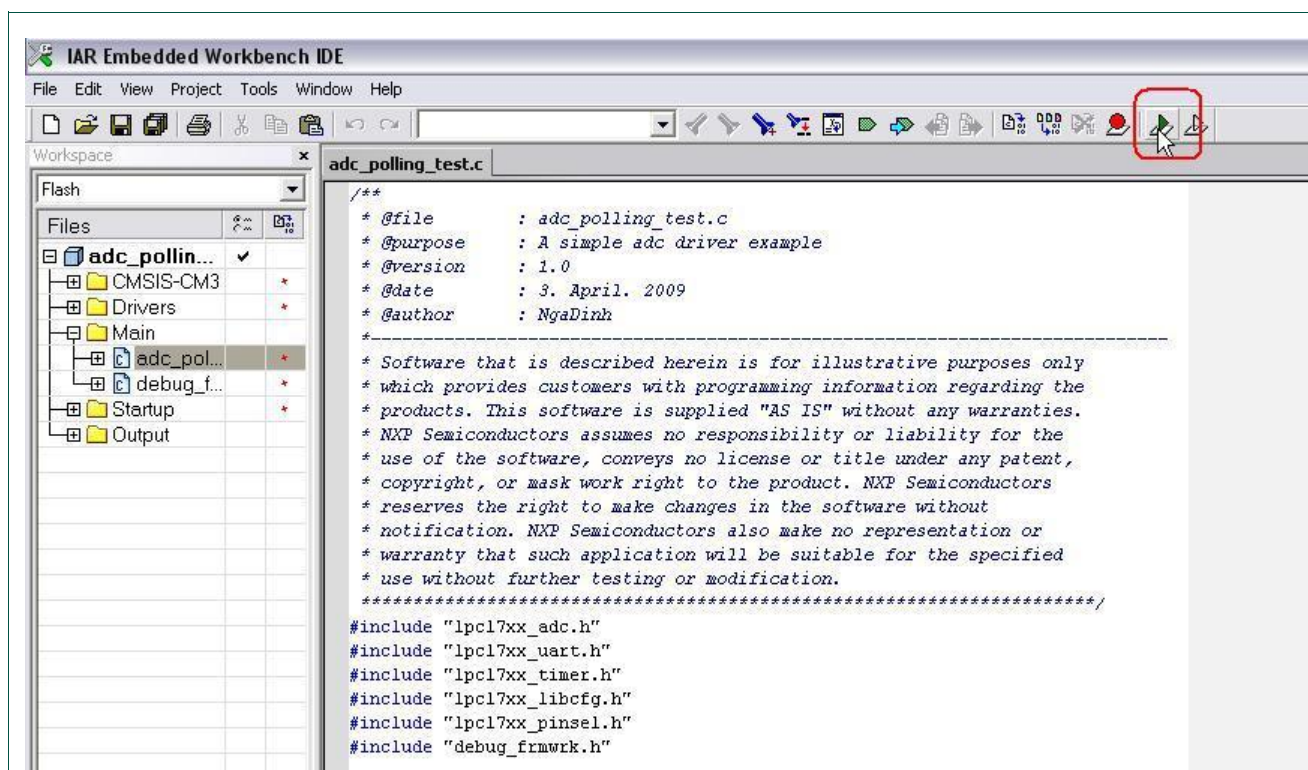 IAR Embedded Workbench IDE
File Edit View Project Tools Window Help
Workspace
Flash
Files
adc_pollin...
CMSIS-CM3
Drivers
Main
adc_pol...
debug_f...
Startup
Output
adc_polling_test.c
/**
* @file : adc_polling_test.c
* @purpose : A simple adc driver example
* @version : 1.0
* @date : 3. April. 2009
* @author : NgaDinh
*----------------------------------------------------------------------------
* Software that is described herein is for illustrative purposes only
* which provides customers with programming information regarding the
* products. This software is supplied "AS IS" without any warranties.
* NXP Semiconductors assumes no responsibility or liability for the
* use of the software, conveys no license or title under any patent,
* copyright, or mask work right to the product. NXP Semiconductors
* reserves the right to make changes in the software without
* notification. NXP Semiconductors also make no representation or
* warranty that such application will be suitable for the specified
* use without further testing or modification.
**********************************************************************/
#include "lpc17xx_adc.h"
#include "lpc17xx_uart.h"
#include "lpc17xx_timer.h"
#include "lpc17xx_libcfg.h"
#include "lpc17xx_pinsel.h"
#include "debug_frmwrk.h"